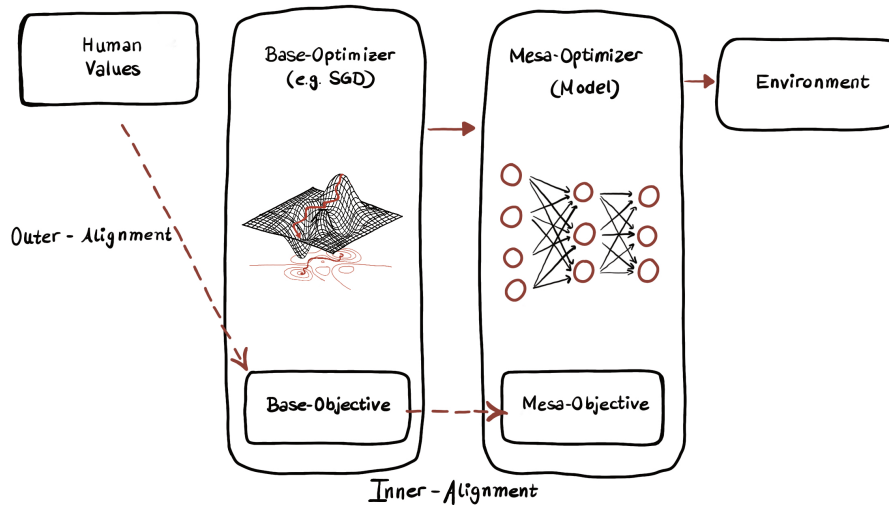 Human
Values
Base-Optimizer
(e.g. SGD)
Mesa-Optimizer
(Model)
Environment
Outer-Alignment
Base-Objective
Mesa-Objective
Inner-Alignment